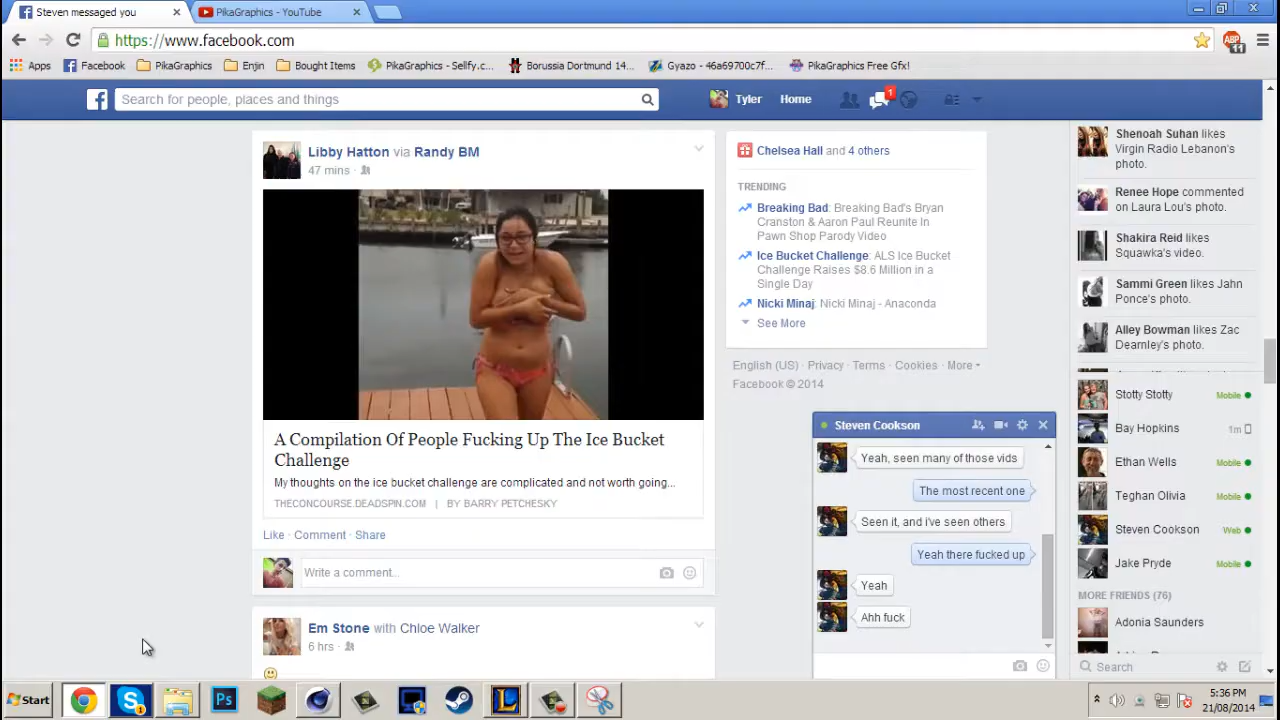 Steven messaged you
PikaGraphics - YouTube
https://www.facebook.com
ABP
11
Apps
Facebook
PikaGraphics
Enjin
Bought Items
PikaGraphics - Sellfy.c...
Borussia Dortmund 14...
Gyazo - 46a69700c7f...
PikaGraphics Free Gfx!
Search for people, places and things
Tyler
Home
1
Libby Hatton via Randy BM
47 mins ·
A Compilation Of People Fucking Up The Ice Bucket
Challenge
My thoughts on the ice bucket challenge are complicated and not worth going...
THECONCOURSE.DEADSPIN.COM | BY BARRY PETCHESKY
Like · Comment · Share
Write a comment...
Em Stone with Chloe Walker
6 hrs ·
Chelsea Hall and 4 others
TRENDING
Breaking Bad: Breaking Bad's Bryan
Cranston & Aaron Paul Reunite In
Pawn Shop Parody Video
Ice Bucket Challenge: ALS Ice Bucket
Challenge Raises $8.6 Million in a
Single Day
Nicki Minaj: Nicki Minaj - Anaconda
See More
English (US) · Privacy · Terms · Cookies · More
Facebook © 2014
Steven Cookson
Yeah, seen many of those vids
The most recent one
Seen it, and i've seen others
Yeah there fucked up
Yeah
Ahh fuck
Shenoah Suhan likes
Virgin Radio Lebanon's
photo.
Renee Hope commented
on Laura Lou's photo.
Shakira Reid likes
Squawka's video.
Sammi Green likes Jahn
Ponce's photo.
Alley Bowman likes Zac
Dearnley's photo.
Stotty Stotty
Mobile
Bay Hopkins
1m
Ethan Wells
Mobile
Teghan Olivia
Mobile
Steven Cookson
Web
Jake Pryde
Mobile
MORE FRIENDS (76)
Adonia Saunders
Search
Start
Ps
5:36 PM
21/08/2014